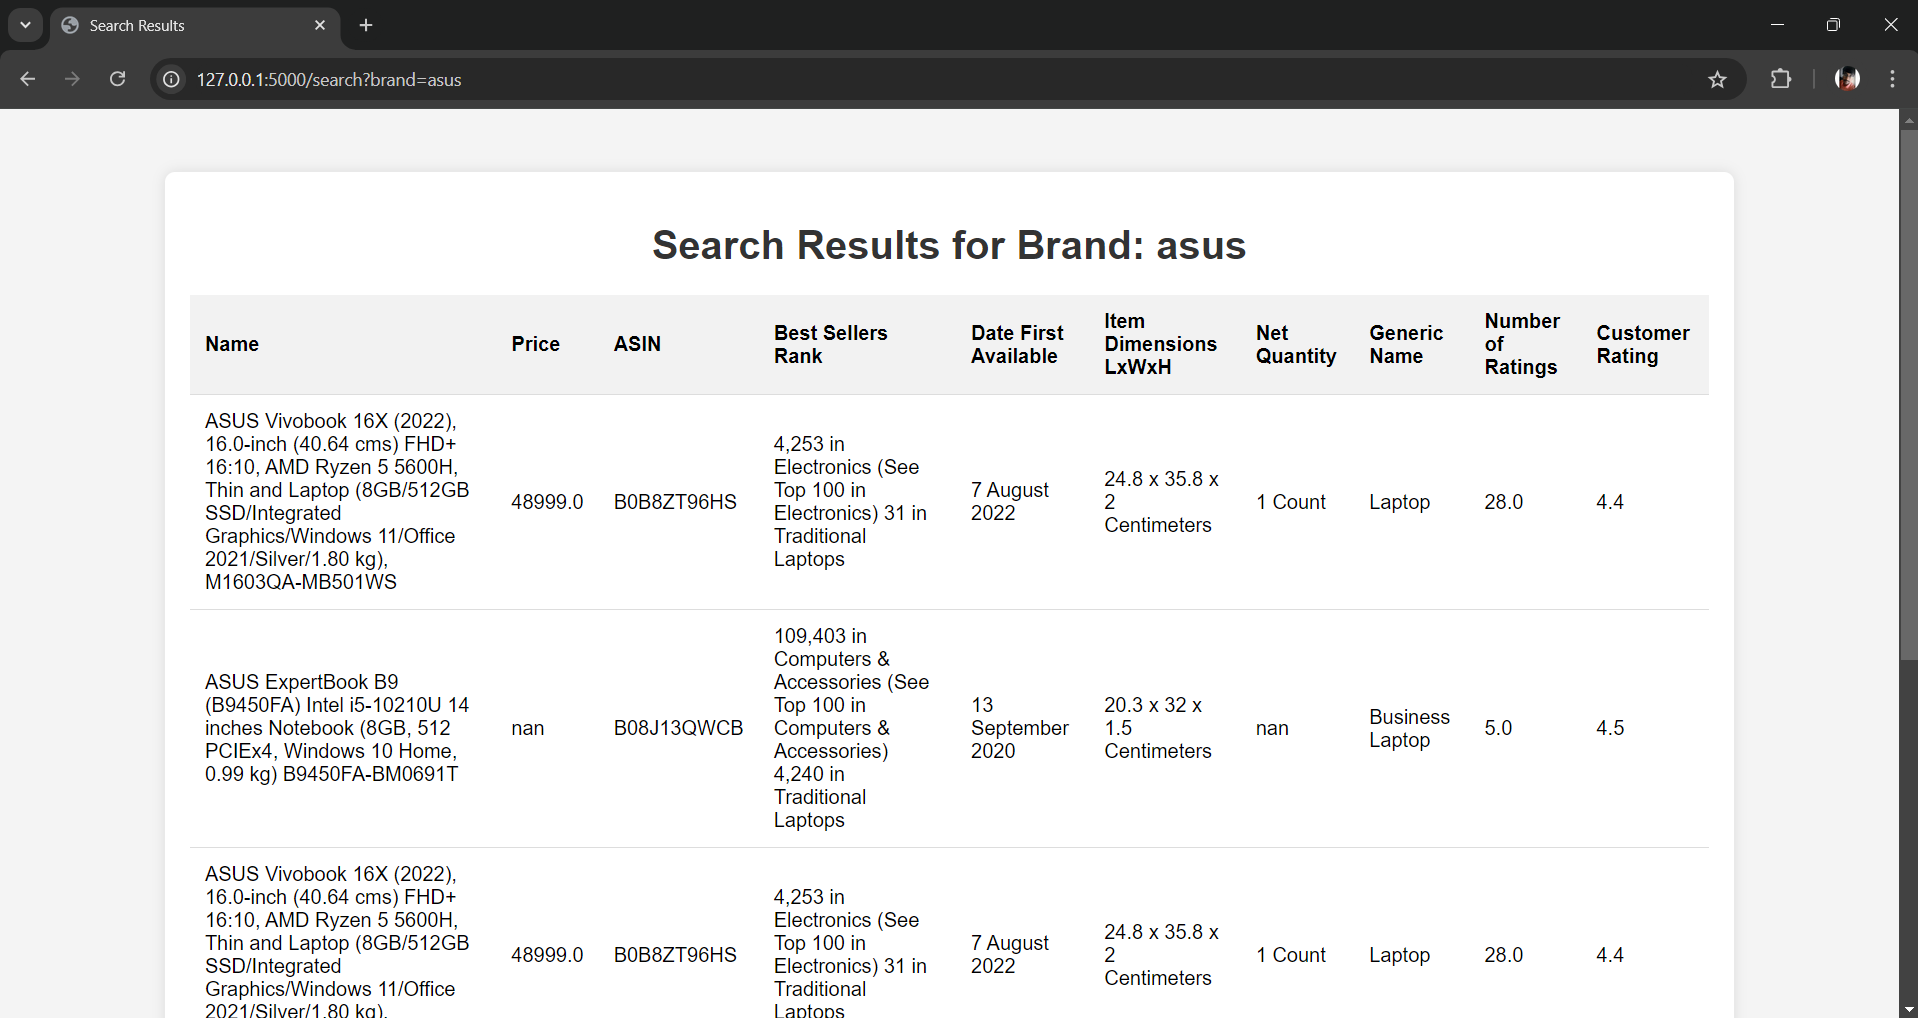 Search Results
127.0.0.1:5000/search?brand=asus
Search Results for Brand: asus
Name
Price
ASIN
Best Sellers
Rank
Date First
Available
Item
Dimensions
LxWxH
Net
Quantity
Generic
Name
Number
of
Ratings
Customer
Rating
ASUS Vivobook 16X (2022),
16.0-inch (40.64 cms) FHD+
16:10, AMD Ryzen 5 5600H,
Thin and Laptop (8GB/512GB
SSD/Integrated
Graphics/Windows 11/Office
2021/Silver/1.80 kg),
M1603QA-MB501WS
48999.0
B0B8ZT96HS
4,253 in
Electronics (See
Top 100 in
Electronics) 31 in
Traditional
Laptops
7 August
2022
24.8 x 35.8 x
2
Centimeters
1 Count
Laptop
28.0
4.4
ASUS ExpertBook B9
(B9450FA) Intel i5-10210U 14
inches Notebook (8GB, 512
PCIEx4, Windows 10 Home,
0.99 kg) B9450FA-BM0691T
nan
B08J13QWCB
109,403 in
Computers &
Accessories (See
Top 100 in
Computers &
Accessories)
4,240 in
Traditional
Laptops
13
September
2020
20.3 x 32 x
1.5
Centimeters
nan
Business
Laptop
5.0
4.5
ASUS Vivobook 16X (2022),
16.0-inch (40.64 cms) FHD+
16:10, AMD Ryzen 5 5600H,
Thin and Laptop (8GB/512GB
SSD/Integrated
Graphics/Windows 11/Office
2021/Silver/1.80 kg),
48999.0
B0B8ZT96HS
4,253 in
Electronics (See
Top 100 in
Electronics) 31 in
Traditional
Laptops
7 August
2022
24.8 x 35.8 x
2
Centimeters
1 Count
Laptop
28.0
4.4